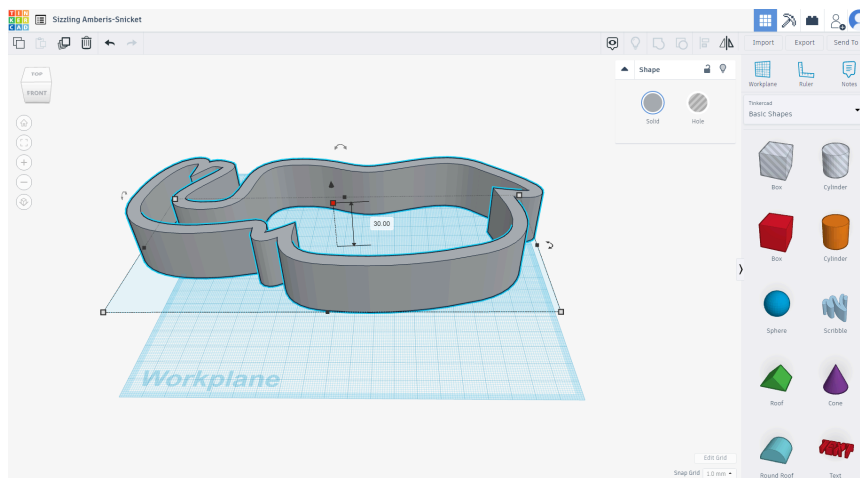 TIN
KER
CAD
Sizzling Amberis-Snicket
Import Export Send To
TOP
FRONT
Shape
Solid Hole
Workplane Ruler Notes
Tinkercad
Basic Shapes
Box Cylinder
30.00
Box Cylinder
Sphere Scribble
Workplane
Roof Cone
TEXT
Edit Grid
Snap Grid 1.0 mm
Round Roof Text